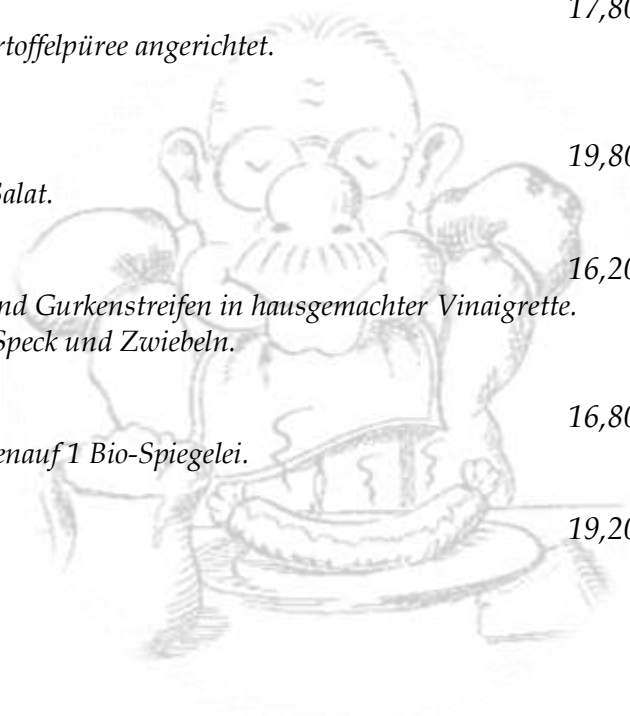 17,80
rtoffelpüree angerichtet.
19,80
Salat.
16,20
nd Gurkenstreifen in hausgemachter Vinaigrette.
Speck und Zwiebeln.
16,80
enauf 1 Bio-Spiegelei.
19,20